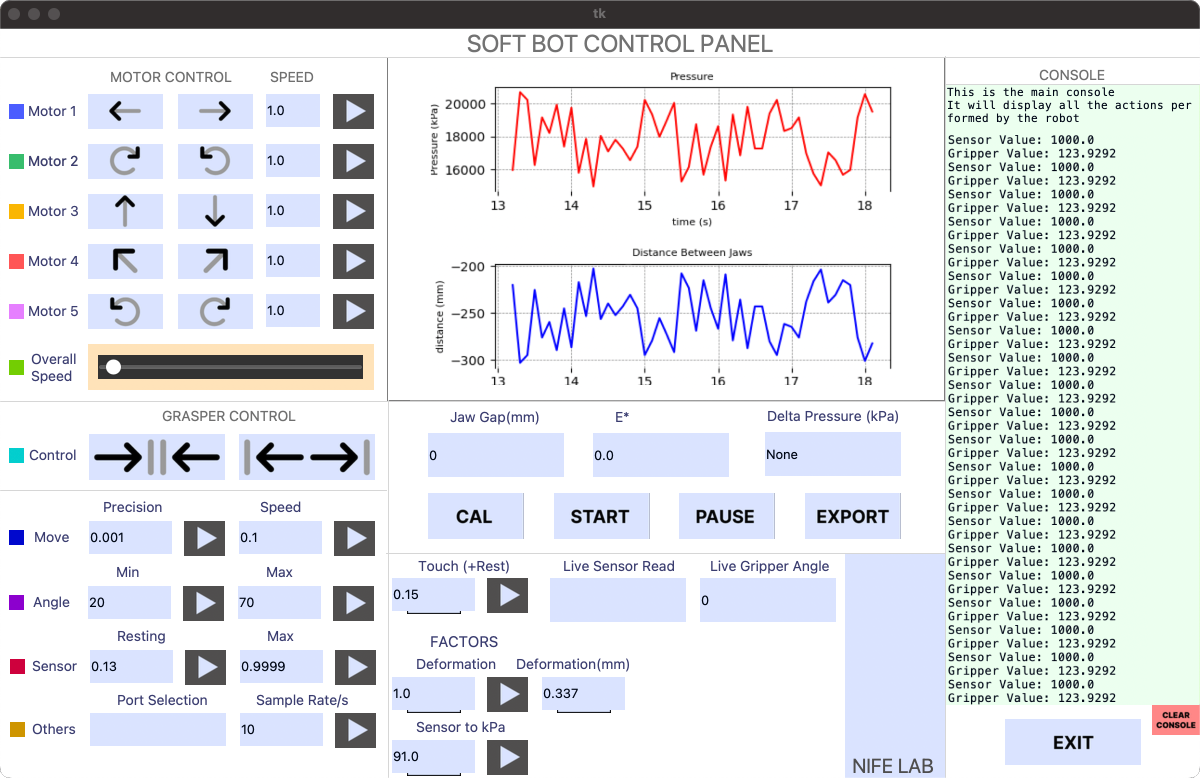 tk
SOFT BOT CONTROL PANEL
MOTOR CONTROL SPEED
Motor 1 1.0
Motor 2 1.0
Motor 3 1.0
Motor 4 1.0
Motor 5 1.0
Overall
Speed
GRASPER CONTROL
Control
Precision Speed
Move 0.001 0.1
Min Max
Angle 20 70
Resting Max
Sensor 0.13 0.9999
Port Selection Sample Rate/s
Others 10
Pressure
Pressure (kPa)
20000
18000
16000
13 14 15 16 17 18
time (s)
Distance Between Jaws
distance (mm)
−200
−250
−300
13 14 15 16 17 18
Jaw Gap(mm) E* Delta Pressure (kPa)
0 0.0 None
CAL START PAUSE EXPORT
Touch (+Rest) Live Sensor Read Live Gripper Angle
0.15 0
FACTORS
Deformation Deformation(mm)
1.0 0.337
Sensor to kPa
91.0
NIFE LAB
CONSOLE
This is the main console
It will display all the actions per
formed by the robot
Sensor Value: 1000.0
Gripper Value: 123.9292
Sensor Value: 1000.0
Gripper Value: 123.9292
Sensor Value: 1000.0
Gripper Value: 123.9292
Sensor Value: 1000.0
Gripper Value: 123.9292
Sensor Value: 1000.0
Gripper Value: 123.9292
Sensor Value: 1000.0
Gripper Value: 123.9292
Sensor Value: 1000.0
Gripper Value: 123.9292
Sensor Value: 1000.0
Gripper Value: 123.9292
Sensor Value: 1000.0
Gripper Value: 123.9292
Sensor Value: 1000.0
Gripper Value: 123.9292
Sensor Value: 1000.0
Gripper Value: 123.9292
Sensor Value: 1000.0
Gripper Value: 123.9292
Sensor Value: 1000.0
Gripper Value: 123.9292
Sensor Value: 1000.0
Gripper Value: 123.9292
Sensor Value: 1000.0
Gripper Value: 123.9292
Sensor Value: 1000.0
Gripper Value: 123.9292
Sensor Value: 1000.0
Gripper Value: 123.9292
Sensor Value: 1000.0
Gripper Value: 123.9292
Sensor Value: 1000.0
Gripper Value: 123.9292
Sensor Value: 1000.0
Gripper Value: 123.9292
Sensor Value: 1000.0
Gripper Value: 123.9292
CLEAR
CONSOLE
EXIT